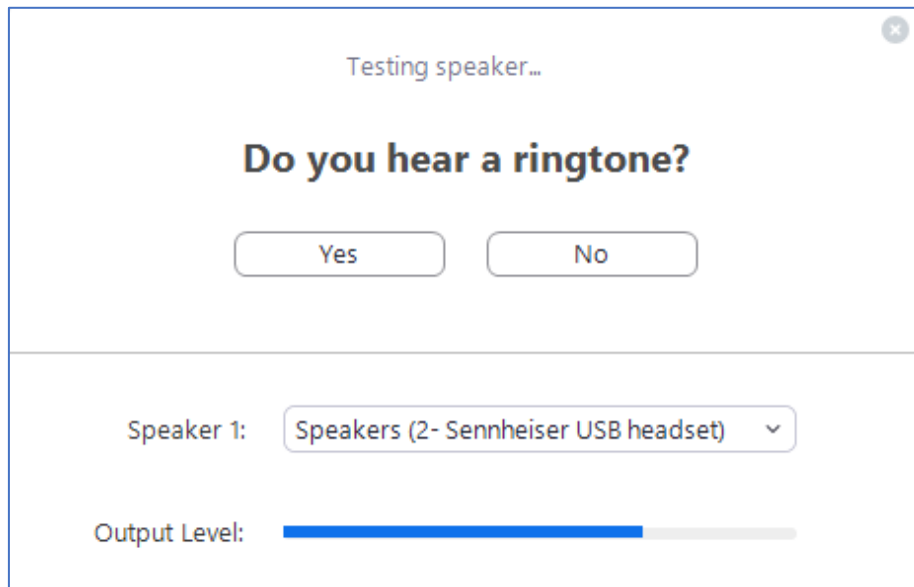 Testing speaker...
Do you hear a ringtone?
Yes No
Speaker 1: Speakers (2- Sennheiser USB headset)
Output Level: